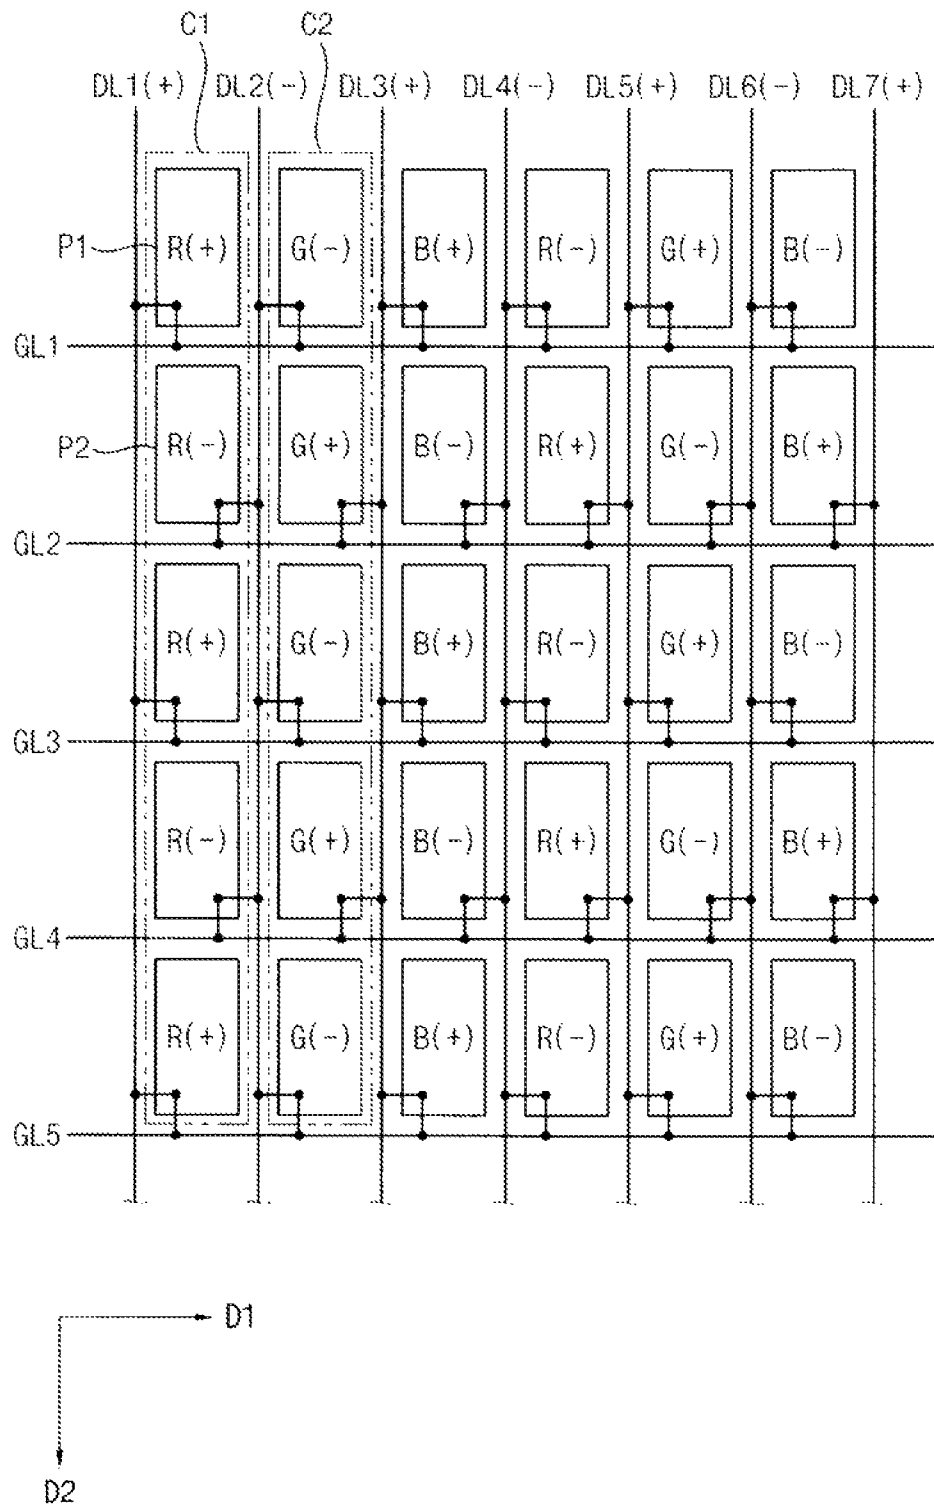 C1 C2
DL1(+) DL2(-) DL3(+) DL4(-) DL5(+) DL6(-) DL7(+)
P1 R(+) G(-) B(+) R(-) G(+) B(-)
GL1
P2 R(-) G(+) B(-) R(+) G(-) B(+)
GL2
R(+) G(-) B(+) R(-) G(+) B(-)
GL3
R(-) G(+) B(-) R(+) G(-) B(+)
GL4
R(+) G(-) B(+) R(-) G(+) B(-)
GL5
D1
D2